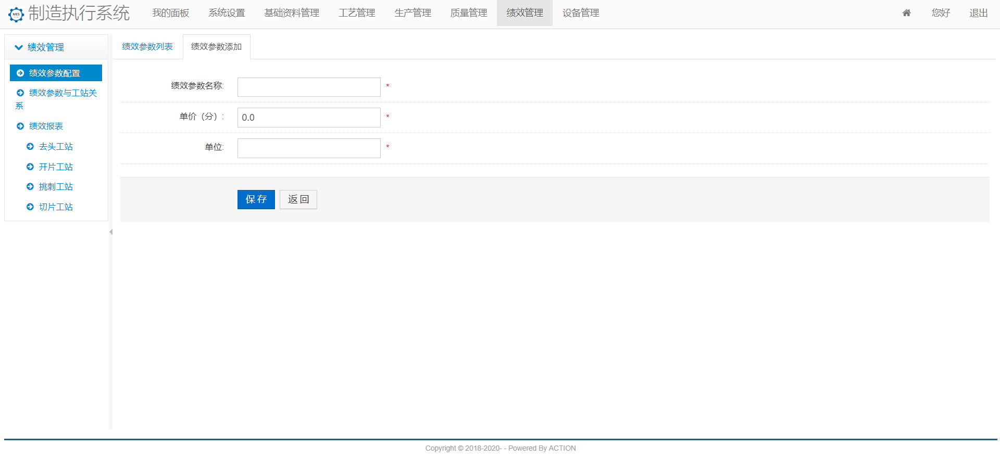 MES
制造执行系统
我的面板 系统设置 基础资料管理 工艺管理 生产管理 质量管理 绩效管理 设备管理 您好 退出
绩效管理
绩效参数配置
绩效参数与工站关
系
绩效报表
去头工站
开片工站
挑刺工站
切片工站
绩效参数列表 绩效参数添加
绩效参数名称: *
单价（分）: 0.0 *
单位: *
保存 返回
Copyright © 2018-2020- - Powered By ACTION